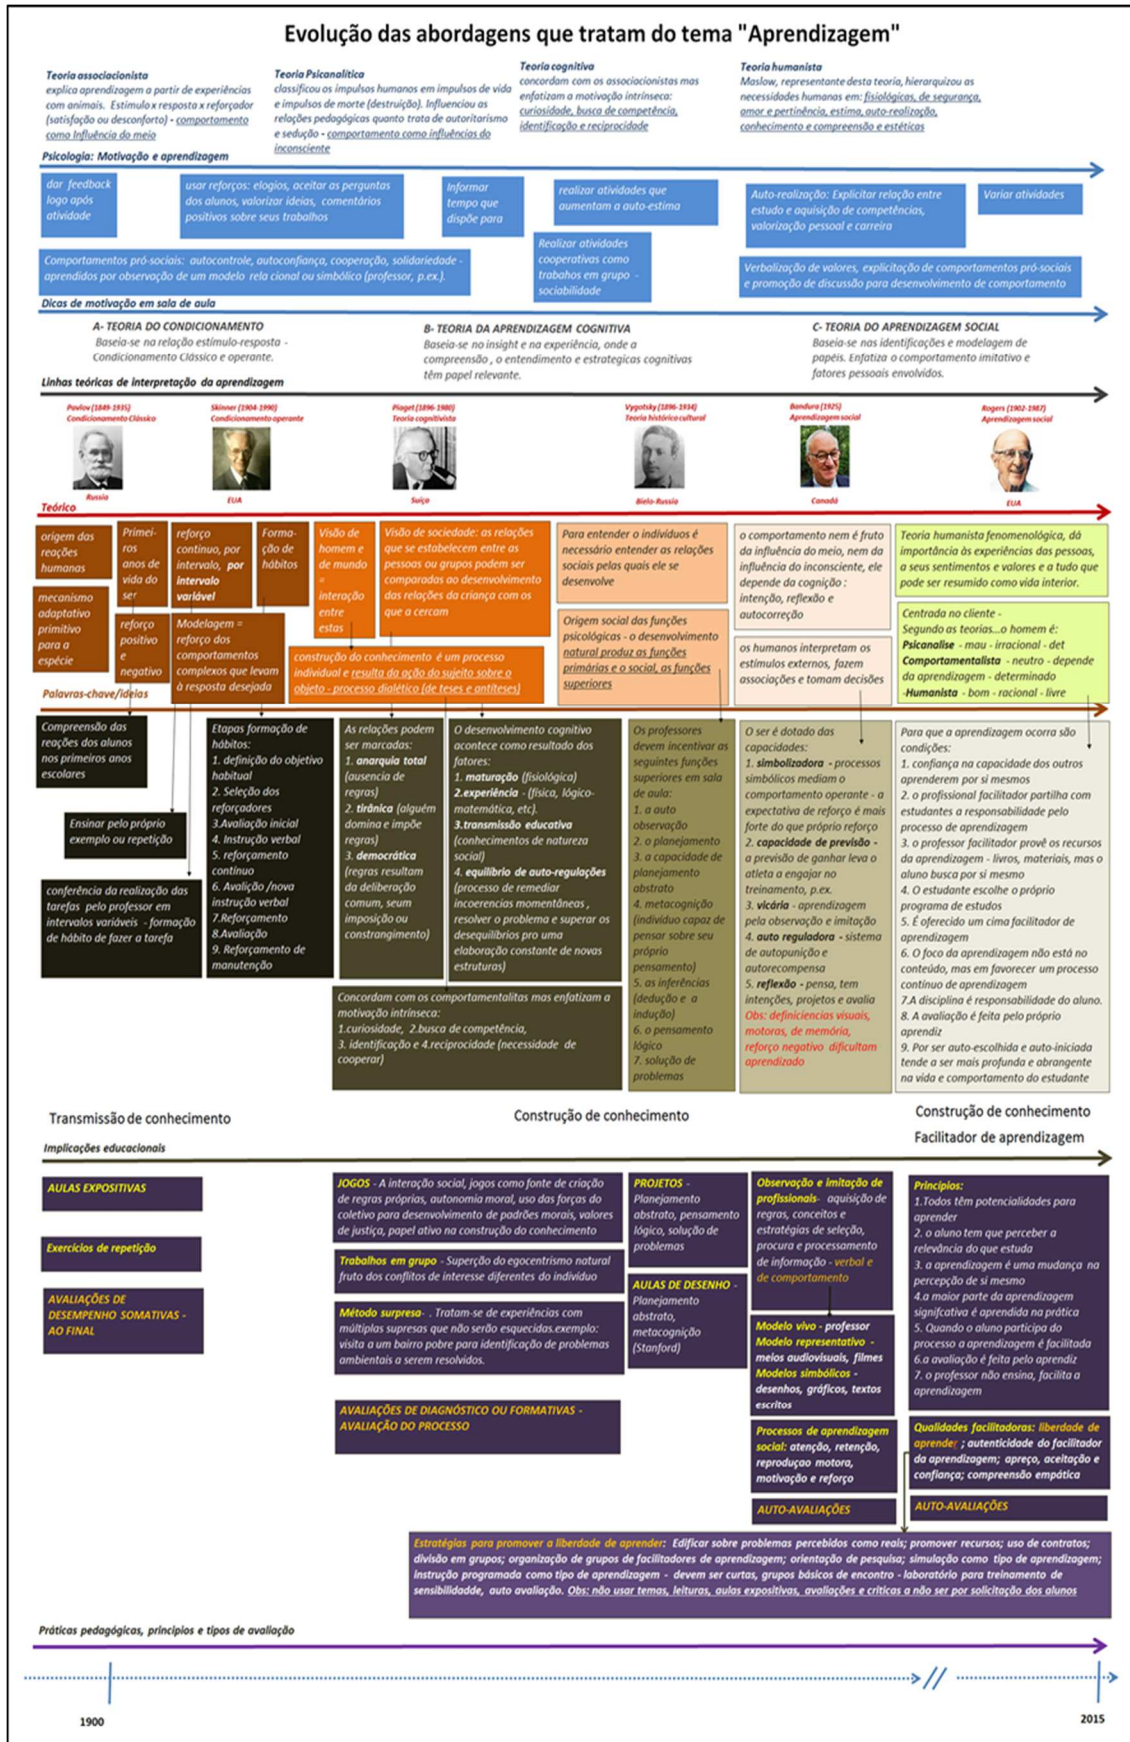 Evolução das abordagens que tratam do tema "Aprendizagem"
Teoria associacionista
explica aprendizagem a partir de experiências
com animais. Estimulo x resposta x reforçador
(satisfação ou desconforto) - comportamento
como Influência do meio
Teoria Psicanalítica
classificou os impulsos humanos em impulsos de vida
e impulsos de morte (destruição). Influenciou as
relações pedagógicas quanto trata de autoritarismo
e sedução - comportamento como influências do
inconsciente
Teoria cognitiva
concordam com os associacionistas mas
enfatizam a motivação intrínseca:
curiosidade, busca de competência,
identificação e reciprocidade
Teoria humanista
Maslow, representante desta teoria, hierarquizou as
necessidades humanas em: fisiológicas, de segurança,
amor e pertinência, estima, auto-realização,
conhecimento e compreensão e estéticas
Psicologia: Motivação e aprendizagem
dar feedback
logo após
atividade
usar reforços: elogios, aceitar as perguntas
dos alunos, valorizar ideias, comentários
positivos sobre seus trabalhos
Informar
tempo que
dispõe para
realizar atividades que
aumentam a auto-estima
Auto-realização: Explicitar relação entre
estudo e aquisição de competências,
valorização pessoal e carreira
Variar atividades
Comportamentos pró-sociais: autocontrole, autoconfiança, cooperação, solidariedade -
aprendidos por observação de um modelo rela cional ou simbólico (professor, p.ex.).
Realizar atividades
cooperativas como
trabahos em grupo -
sociabilidade
Verbalização de valores, explicitação de comportamentos pró-sociais
e promoção de discussão para desenvolvimento de comportamento
Dicas de motivação em sala de aula
A- TEORIA DO CONDICIONAMENTO
Baseia-se na relação estímulo-resposta -
Condicionamento Clássico e operante.
B- TEORIA DA APRENDIZAGEM COGNITIVA
Baseia-se no insight e na experiência, onde a
compreensão , o entendimento e estrategicas cognitivas
têm papel relevante.
C- TEORIA DO APRENDIZAGEM SOCIAL
Baseia-se nas identificações e modelagem de
papéis. Enfatiza o comportamento imitativo e
fatores pessoais envolvidos.
Linhas teóricas de interpretação da aprendizagem
Pavlov (1849-1935)
Condicionamento Clássico
Skinner (1904-1990)
Condicionamento operante
Piaget (1896-1980)
Teoria cognitivista
Vygotsky (1896-1934)
Teoria histórico cultural
Bandura (1925)
Aprendizagem social
Rogers (1902-1987)
Aprendizagem social
Russia
EUA
Suiça
Bielo-Russia
Canadá
EUA
Teórico
origem das
reações
humanas
Primei-
ros
anos de
vida do
ser
reforço
continuo, por
intervalo, por
intervalo
variável
Forma-
ção de
hábitos
Visão de
homem e
de mundo
=
interação
entre
estas
Visão de sociedade: as relações
que se estabelecem entre as
pessoas ou grupos podem ser
comparadas ao desenvolvimento
das relações da criança com os
que a cercam
Para entender o indivíduos é
necessário entender as relações
sociais pelas quais ele se
desenvolve
o comportamento nem é fruto
da influência do meio, nem da
influência do inconsciente, ele
depende da cognição :
intenção, reflexão e
autocorreção
Teoria humanista fenomenológica, dá
importância às experiências das pessoas,
a seus sentimentos e valores e a tudo que
pode ser resumido como vida interior.
mecanismo
adaptativo
primitivo
para a
espécie
reforço
positivo
e
negativo
Modelagem =
reforço dos
comportamentos
complexos que levam
à resposta desejada
construção do conhecimento é um processo
individual e resulta da ação do sujeito sobre o
objeto - processo dialético (de teses e antíteses)
Origem social das funções
psicológicas - o desenvolvimento
natural produz as funções
primárias e o social, as funções
superiores
os humanos interpretam os
estímulos externos, fazem
associações e tomam decisões
Centrada no cliente -
Segundo as teorias...o homem é:
Psicanalise - mau - irracional - det
Comportamentalista - neutro - depende
da aprendizagem - determinado
-Humanista - bom - racional - livre
Palavras-chave/ideias
Compreensão das
reações dos alunos
nos primeiros anos
escolares
Ensinar pelo próprio
exemplo ou repetição
conferência da realização das
tarefas pelo professor em
intervalos variáveis - formação
de hábito de fazer a tarefa
Etapas formação de
hábitos:
1. definição do objetivo
habitual
2. Seleção dos
reforçadores
3.Avaliação inicial
4. Instrução verbal
5. reforçamento
contínuo
6. Avalição /nova
instrução verbal
7.Reforçamento
8.Avaliação
9. Reforçamento de
manutenção
As relações podem
ser marcadas:
1. anarquia total
(ausencia de
regras)
2. tirânica (alguém
domina e impõe
regras)
3. democrática
(regras resultam
da deliberação
comum, seum
imposição ou
constrangimento)
O desenvolvimento cognitivo
acontece como resultado dos
fatores:
1. maturação (fisiológica)
2.experiência - (física, lógico-
matemática, etc).
3.transmissão educativa
(conhecimentos de natureza
social)
4. equilíbrio de auto-regulações
(processo de remediar
incoerencias momentâneas ,
resolver o problema e superar os
desequilíbrios pro uma
elaboração constante de novas
estruturas)
Concordam com os comportamentalitas mas enfatizam a
motivação intrínseca:
1.curiosidade, 2.busca de competência,
3. identificação e 4.reciprocidade (necessidade de
cooperar)
Os professores
devem incentivar as
seguintes funções
superiores em sala
de aula:
1. a auto
observação
2. o planejamento
3. a capacidade de
planejamento
abstrato
4. metacognição
(indivíduo capaz de
pensar sobre seu
próprio
pensamento)
5. as inferências
(dedução e a
indução)
6. o pensamento
lógico
7. solução de
problemas
O ser é dotado das
capacidades:
1. simbolizadora - processos
simbólicos mediam o
comportamento operante - a
expectativa de reforço é mais
forte do que próprio reforço
2. capacidade de previsão -
a previsão de ganhar leva o
atleta a engajar no
treinamento, p.ex.
3. vicária - aprendizagem
pela observação e imitação
4. auto reguladora - sistema
de autopunição e
autorecompensa
5. reflexão - pensa, tem
intenções, projetos e avalia
Obs: definiciencias visuais,
motoras, de memória,
reforço negativo dificultam
aprendizado
Para que a aprendizagem ocorra são
condições:
1. confiança na capacidade dos outros
aprenderem por si mesmos
2. o profissional facilitador partilha com
estudantes a responsabilidade pelo
processo de aprendizagem
3. o professor facilitador provê os recursos
da aprendizagem - livros, materiais, mas o
aluno busca por si mesmo
4. O estudante escolhe o próprio
programa de estudos
5. É oferecido um cima facilitador de
aprendizagem
6. O foco da aprendizagem não está no
conteúdo, mas em favorecer um processo
contínuo de aprendizagem
7.A disciplina é responsabilidade do aluno.
8. A avaliação é feita pelo próprio
aprendiz
9. Por ser auto-escolhida e auto-iniciada
tende a ser mais profunda e abrangente
na vida e comportamento do estudante
Transmissão de conhecimento
Construção de conhecimento
Construção de conhecimento
Facilitador de aprendizagem
Implicações educacionais
AULAS EXPOSITIVAS
Exercícios de repetição
AVALIAÇÕES DE
DESEMPENHO SOMATIVAS -
AO FINAL
JOGOS - A interação social, jogos como fonte de criação
de regras próprias, autonomia moral, uso das forças do
coletivo para desenvolvimento de padrões morais, valores
de justiça, papel ativo na construção do conhecimento
Trabalhos em grupo - Superção do egocentrismo natural
fruto dos conflitos de interesse diferentes do indivíduo
Método surpresa- . Tratam-se de experiências com
múltiplas supresas que não serão esquecidas.exemplo:
visita a um bairro pobre para identificação de problemas
ambientais a serem resolvidos.
AVALIAÇÕES DE DIAGNÓSTICO OU FORMATIVAS -
AVALIAÇÃO DO PROCESSO
PROJETOS -
Planejamento
abstrato, pensamento
lógico, solução de
problemas
AULAS DE DESENHO -
Planejamento
abstrato,
metacognição
(Stanford)
Observação e imitação de
profissionais- aquisição de
regras, conceitos e
estratégias de seleção,
procura e processamento
de informação - verbal e
de comportamento
Modelo vivo - professor
Modelo representativo -
meios audiovisuais, filmes
Modelos simbólicos -
desenhos, gráficos, textos
escritos
Processos de aprendizagem
social: atenção, retenção,
reproduçao motora,
motivação e reforço
AUTO-AVALIAÇÕES
Princípios:
1.Todos têm potencialidades para
aprender
2. o aluno tem que perceber a
relevância do que estuda
3. a aprendizagem é uma mudança na
percepção de si mesmo
4.a maior parte da aprendizagem
signifcativa é aprendida na prática
5. Quando o aluno participa do
processo a aprendizagem é facilitada
6.a avaliação é feita pelo aprendiz
7. o professor não ensina, facilita a
aprendizagem
Qualidades facilitadoras: liberdade de
aprender ; autenticidade do facilitador
da aprendizagem; apreço, aceitação e
confiança; compreensão empática
AUTO-AVALIAÇÕES
Estratégias para promover a liberdade de aprender: Edificar sobre problemas percebidos como reais; promover recursos; uso de contratos;
divisão em grupos; organização de grupos de facilitadores de aprendizagem; orientação de pesquisa; simulação como tipo de aprendizagem;
instrução programada como tipo de aprendizagem - devem ser curtas, grupos básicos de encontro - laboratório para treinamento de
sensibilidadde, auto avaliação. Obs: não usar temas, leituras, aulas expositivas, avaliações e criticas a não ser por solicitação dos alunos
Práticas pedagógicas, princípios e tipos de avaliação
1900
2015